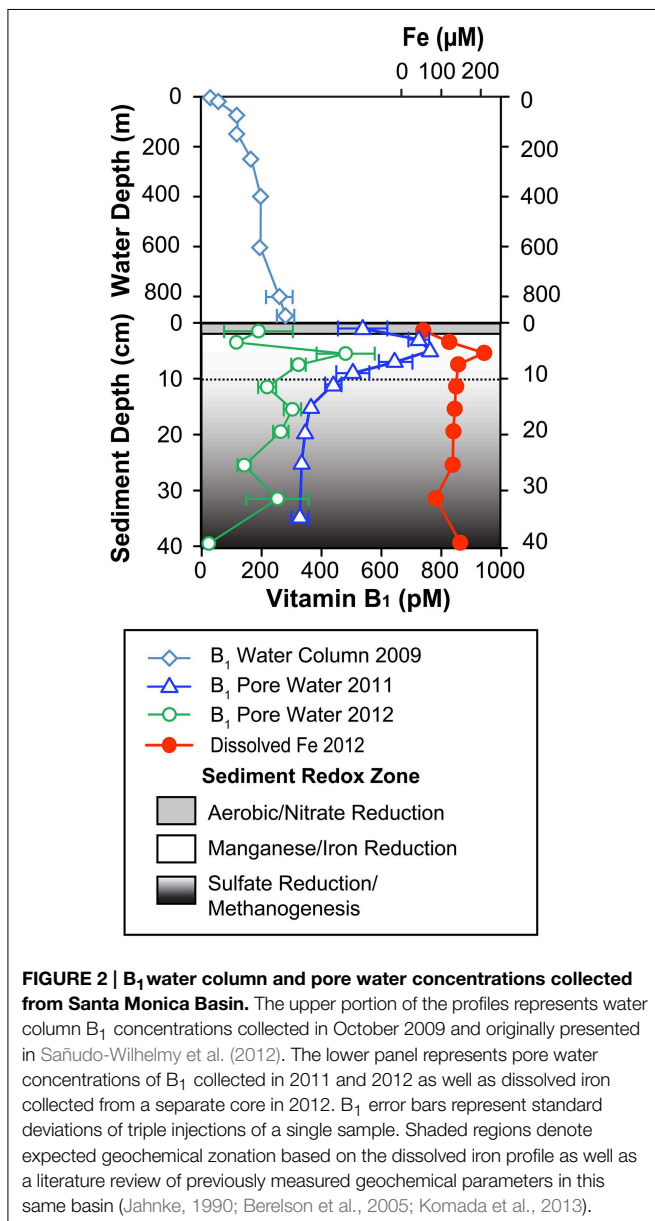 Fe (µM)
0 100 200
0
200
400
600
800
Water Depth (m)
0
200
400
600
800
0
10
20
30
40
Sediment Depth (cm)
0
10
20
30
40
0 200 400 600 800 1000
Vitamin B₁ (pM)
B₁ Water Column 2009
B₁ Pore Water 2011
B₁ Pore Water 2012
Dissolved Fe 2012
Sediment Redox Zone
Aerobic/Nitrate Reduction
Manganese/Iron Reduction
Sulfate Reduction/
Methanogenesis
FIGURE 2 | B₁ water column and pore water concentrations collected
from Santa Monica Basin. The upper portion of the profiles represents water
column B₁ concentrations collected in October 2009 and originally presented
in Sañudo-Wilhelmy et al. (2012). The lower panel represents pore water
concentrations of B₁ collected in 2011 and 2012 as well as dissolved iron
collected from a separate core in 2012. B₁ error bars represent standard
deviations of triple injections of a single sample. Shaded regions denote
expected geochemical zonation based on the dissolved iron profile as well as
a literature review of previously measured geochemical parameters in this
same basin (Jahnke, 1990; Berelson et al., 2005; Komada et al., 2013).